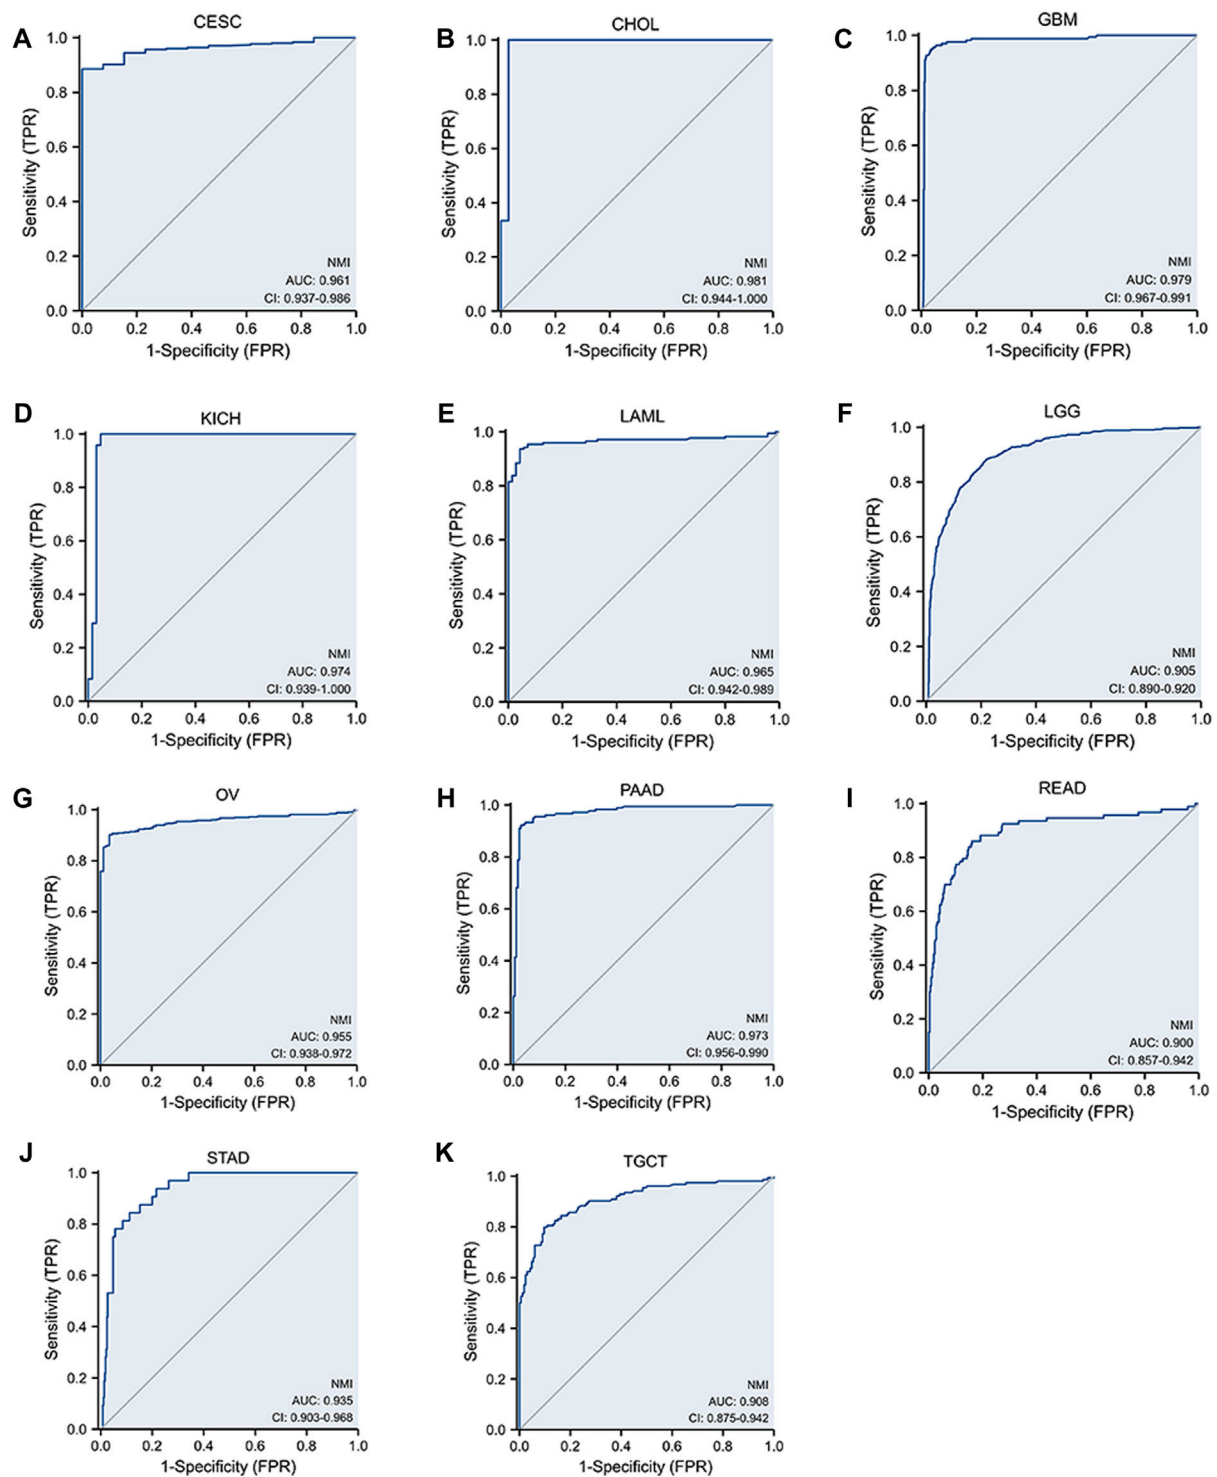 A
CESC
Sensitivity (TPR)
1.0
0.8
0.6
0.4
0.2
0.0
NMI
AUC: 0.961
CI: 0.937-0.986
0.0 0.2 0.4 0.6 0.8 1.0
1-Specificity (FPR)
B
CHOL
Sensitivity (TPR)
1.0
0.8
0.6
0.4
0.2
0.0
NMI
AUC: 0.981
CI: 0.944-1.000
0.0 0.2 0.4 0.6 0.8 1.0
1-Specificity (FPR)
C
GBM
Sensitivity (TPR)
1.0
0.8
0.6
0.4
0.2
0.0
NMI
AUC: 0.979
CI: 0.967-0.991
0.0 0.2 0.4 0.6 0.8 1.0
1-Specificity (FPR)
D
KICH
Sensitivity (TPR)
1.0
0.8
0.6
0.4
0.2
0.0
NMI
AUC: 0.974
CI: 0.939-1.000
0.0 0.2 0.4 0.6 0.8 1.0
1-Specificity (FPR)
E
LAML
Sensitivity (TPR)
1.0
0.8
0.6
0.4
0.2
0.0
NMI
AUC: 0.965
CI: 0.942-0.989
0.0 0.2 0.4 0.6 0.8 1.0
1-Specificity (FPR)
F
LGG
Sensitivity (TPR)
1.0
0.8
0.6
0.4
0.2
0.0
NMI
AUC: 0.905
CI: 0.890-0.920
0.0 0.2 0.4 0.6 0.8 1.0
1-Specificity (FPR)
G
OV
Sensitivity (TPR)
1.0
0.8
0.6
0.4
0.2
0.0
NMI
AUC: 0.955
CI: 0.938-0.972
0.0 0.2 0.4 0.6 0.8 1.0
1-Specificity (FPR)
H
PAAD
Sensitivity (TPR)
1.0
0.8
0.6
0.4
0.2
0.0
NMI
AUC: 0.973
CI: 0.956-0.990
0.0 0.2 0.4 0.6 0.8 1.0
1-Specificity (FPR)
I
READ
Sensitivity (TPR)
1.0
0.8
0.6
0.4
0.2
0.0
NMI
AUC: 0.900
CI: 0.857-0.942
0.0 0.2 0.4 0.6 0.8 1.0
1-Specificity (FPR)
J
STAD
Sensitivity (TPR)
1.0
0.8
0.6
0.4
0.2
0.0
NMI
AUC: 0.935
CI: 0.903-0.968
0.0 0.2 0.4 0.6 0.8 1.0
1-Specificity (FPR)
K
TGCT
Sensitivity (TPR)
1.0
0.8
0.6
0.4
0.2
0.0
NMI
AUC: 0.908
CI: 0.875-0.942
0.0 0.2 0.4 0.6 0.8 1.0
1-Specificity (FPR)